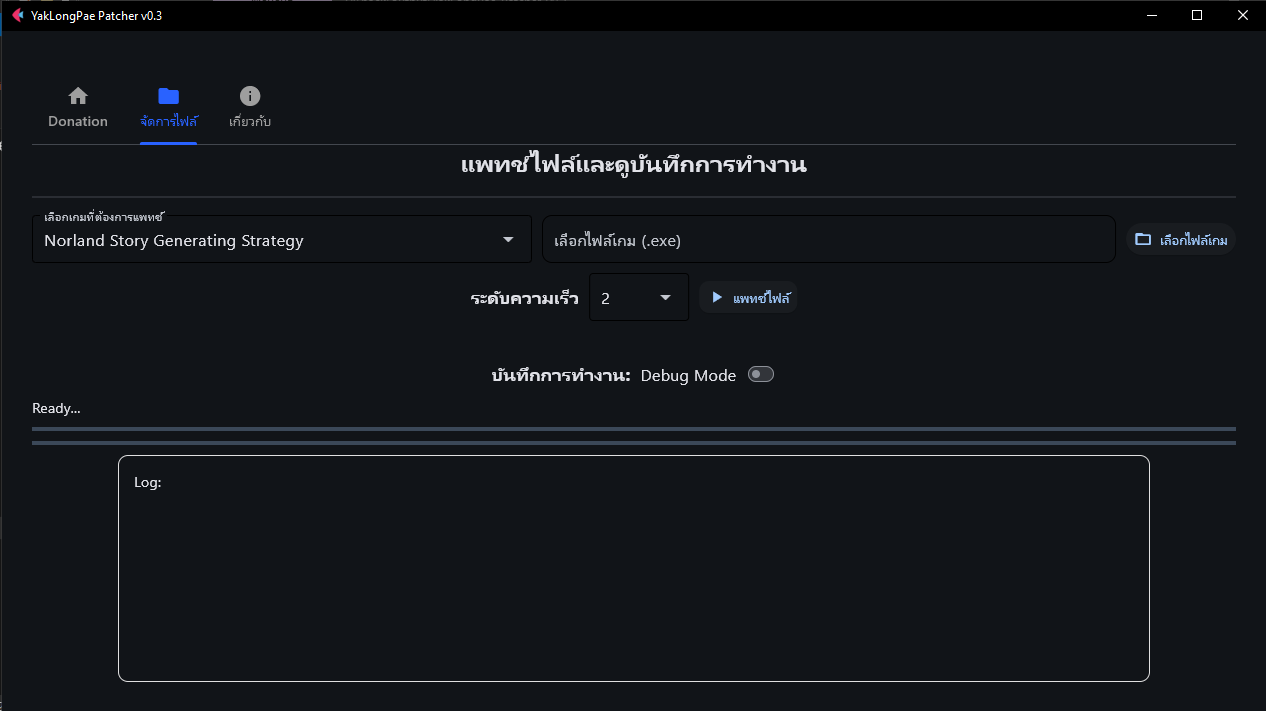 YakLongPae Patcher v0.3
Donation
จัดการไฟล์
เกี่ยวกับ
แพทช์ไฟล์และดูบันทึกการทำงาน
เลือกเกมที่ต้องการแพทช์
Norland Story Generating Strategy
เลือกไฟล์เกม (.exe)
เลือกไฟล์เกม
ระดับความเร็ว
2
แพทช์ไฟล์
บันทึกการทำงาน: Debug Mode
Ready...
Log: